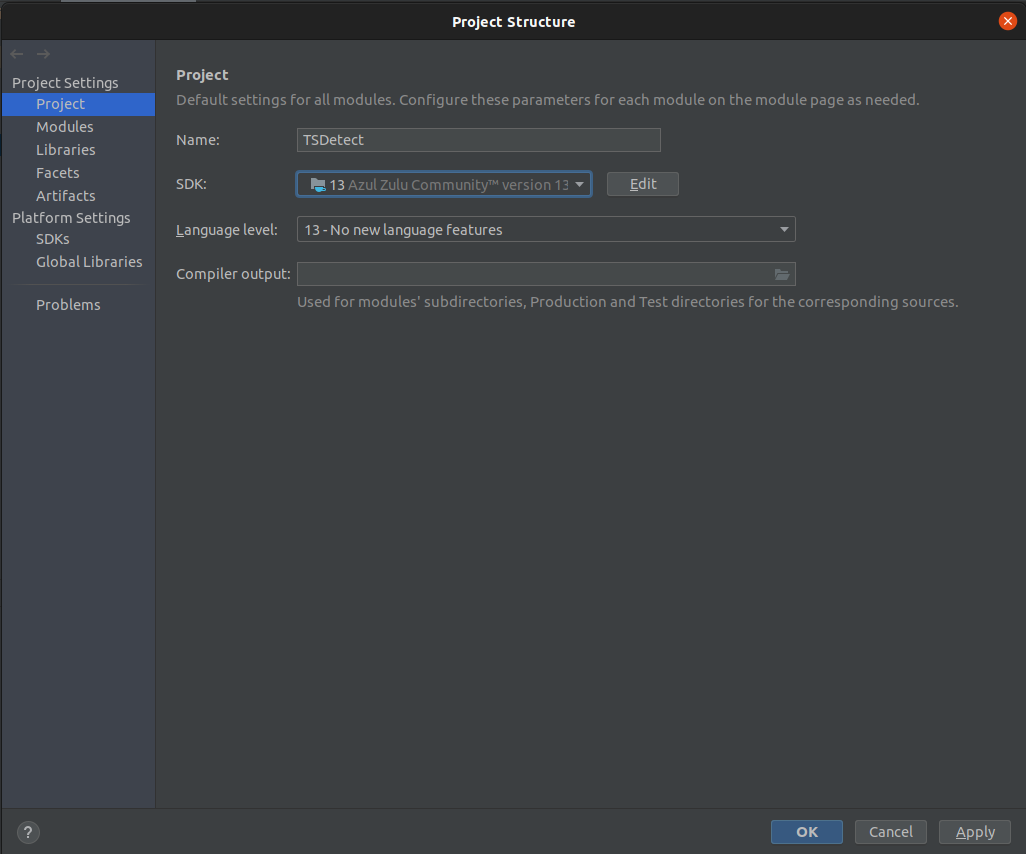 Project Structure
Project Settings
Project
Modules
Libraries
Facets
Artifacts
Platform Settings
SDKs
Global Libraries
Problems
Project
Default settings for all modules. Configure these parameters for each module on the module page as needed.
Name: TSDetect
SDK: 13 Azul Zulu Community™ version 13 Edit
Language level: 13 - No new language features
Compiler output:
Used for modules' subdirectories, Production and Test directories for the corresponding sources.
? OK Cancel Apply